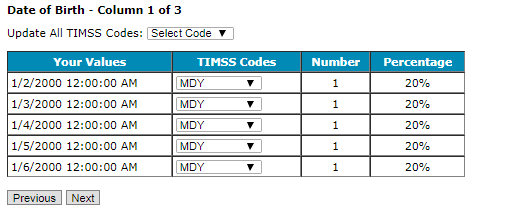 Date of Birth - Column 1 of 3
Update All TIMSS Codes: Select Code ▼
Your Values TIMSS Codes Number Percentage
1/2/2000 12:00:00 AM MDY ▼ 1 20%
1/3/2000 12:00:00 AM MDY ▼ 1 20%
1/4/2000 12:00:00 AM MDY ▼ 1 20%
1/5/2000 12:00:00 AM MDY ▼ 1 20%
1/6/2000 12:00:00 AM MDY ▼ 1 20%
Previous Next